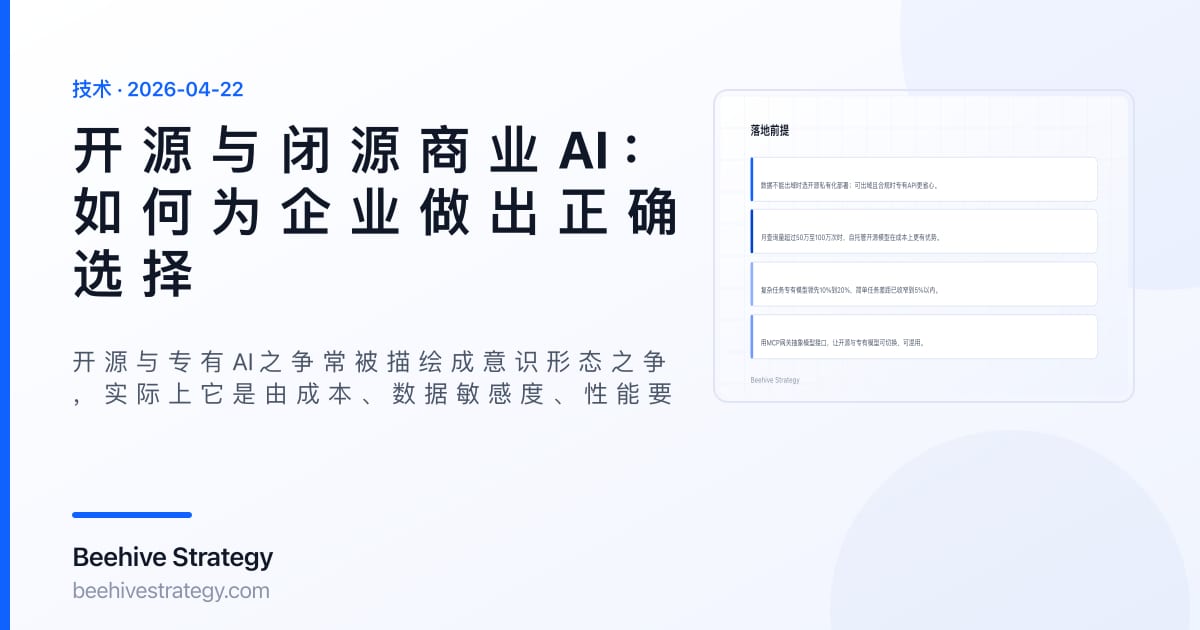 技术 · 2026-04-22
开源与闭源商业AI：
如何为企业做出正确
选择
开源与专有AI之争常被描绘成意识形态之争
，实际上它是由成本、数据敏感度、性能要
Beehive Strategy
beehivestrategy.com
落地前提
数据不能出域时选开源私有化部署；可出域且合规时专有API更省心。
月查询量超过50万至100万次时，自托管开源模型在成本上更有优势。
复杂任务专有模型领先10%到20%，简单任务差距已收窄到5%以内。
用MCP网关抽象模型接口，让开源与专有模型可切换、可混用。
Beehive Strategy